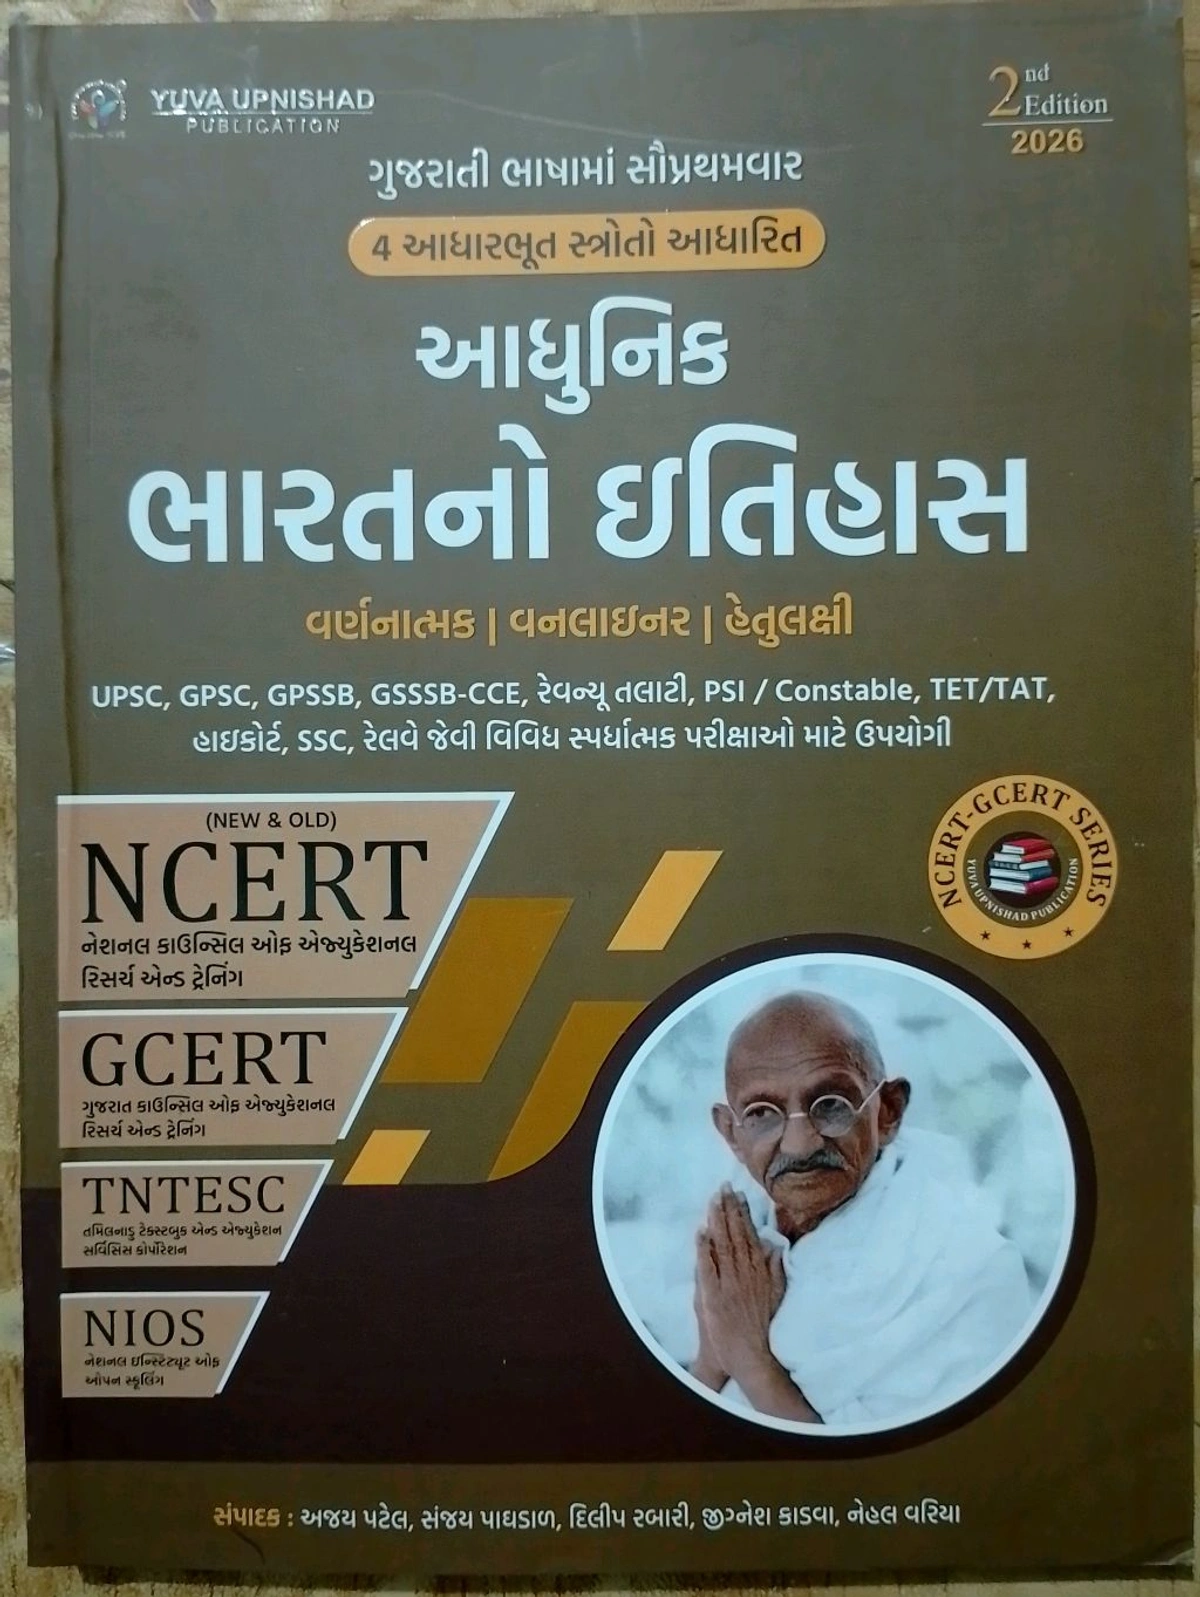 YUVA UPNISHAD
PUBLICATION
2nd Edition
2026
ગુજરાતી ભાષામાં સૌપ્રથમવાર
4 આધારભૂત સ્ત્રોતો આધારિત
આધુનિક
ભારતનો ઇતિહાસ
વર્ણનાત્મક | વનલાઇનર | હેતુલક્ષી
UPSC, GPSC, GPSSB, GSSSB-CCE, રેવન્યૂ તલાટી, PSI / Constable, TET/TAT,
હાઇકોર્ટ, SSC, રેલવે જેવી વિવિધ સ્પર્ધાત્મક પરીક્ષાઓ માટે ઉપયોગી
(NEW & OLD)
NCERT
નેશનલ કાઉન્સિલ ઓફ એજ્યુકેશનલ
રિસર્ચ એન્ડ ટ્રેનિંગ
NCERT-GCERT SERIES
YUVA UPNISHAD PUBLICATION
GCERT
ગુજરાત કાઉન્સિલ ઓફ એજ્યુકેશનલ
રિસર્ચ એન્ડ ટ્રેનિંગ
TNTESC
તમિલનાડુ ટેકસ્ટબુક એન્ડ એજ્યુકેશન
સર્વિસિસ કોર્પોરેશન
NIOS
નેશનલ ઇન્સ્ટિટ્યૂટ ઓફ
ઓપન સ્કૂલિંગ
સંપાદક : અજય પટેલ, સંજય પાઘડાળ, દિલીપ રબારી, જીગ્નેશ કાડવા, નેહલ વરિયા